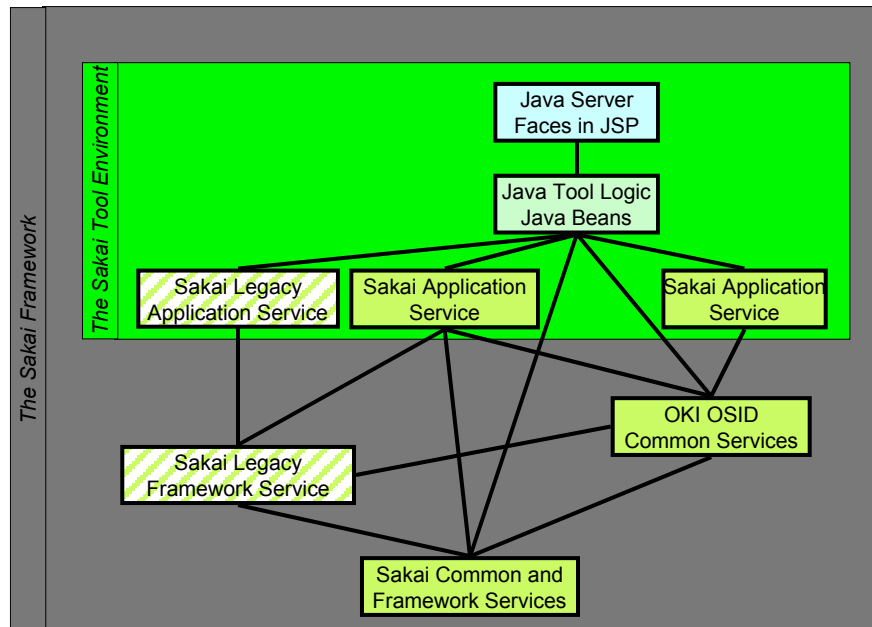 The Sakai Framework
The Sakai Tool Environment
Java Server
Faces in JSP
Java Tool Logic
Java Beans
Sakai Legacy
Application Service
Sakai Application
Service
Sakai Application
Service
OKI OSID
Common Services
Sakai Legacy
Framework Service
Sakai Common and
Framework Services